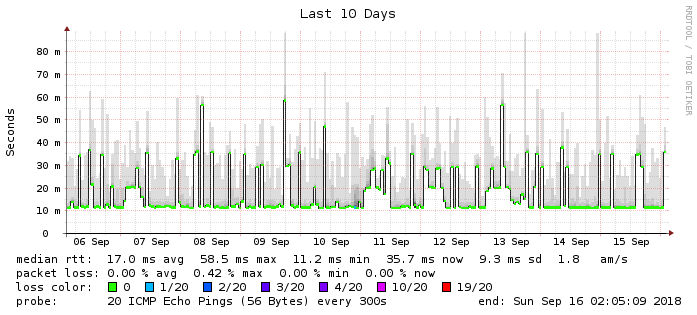 Last 10 Days
RRDTOOL / TOBI OETIKER
Seconds
80 m
70 m
60 m
50 m
40 m
30 m
20 m
10 m
0
06 Sep 07 Sep 08 Sep 09 Sep 10 Sep 11 Sep 12 Sep 13 Sep 14 Sep 15 Sep
median rtt: 17.0 ms avg 58.5 ms max 11.2 ms min 35.7 ms now 9.3 ms sd 1.8 am/s
packet loss: 0.00 % avg 0.42 % max 0.00 % min 0.00 % now
loss color: 0 1/20 2/20 3/20 4/20 10/20 19/20
probe: 20 ICMP Echo Pings (56 Bytes) every 300s end: Sun Sep 16 02:05:09 2018